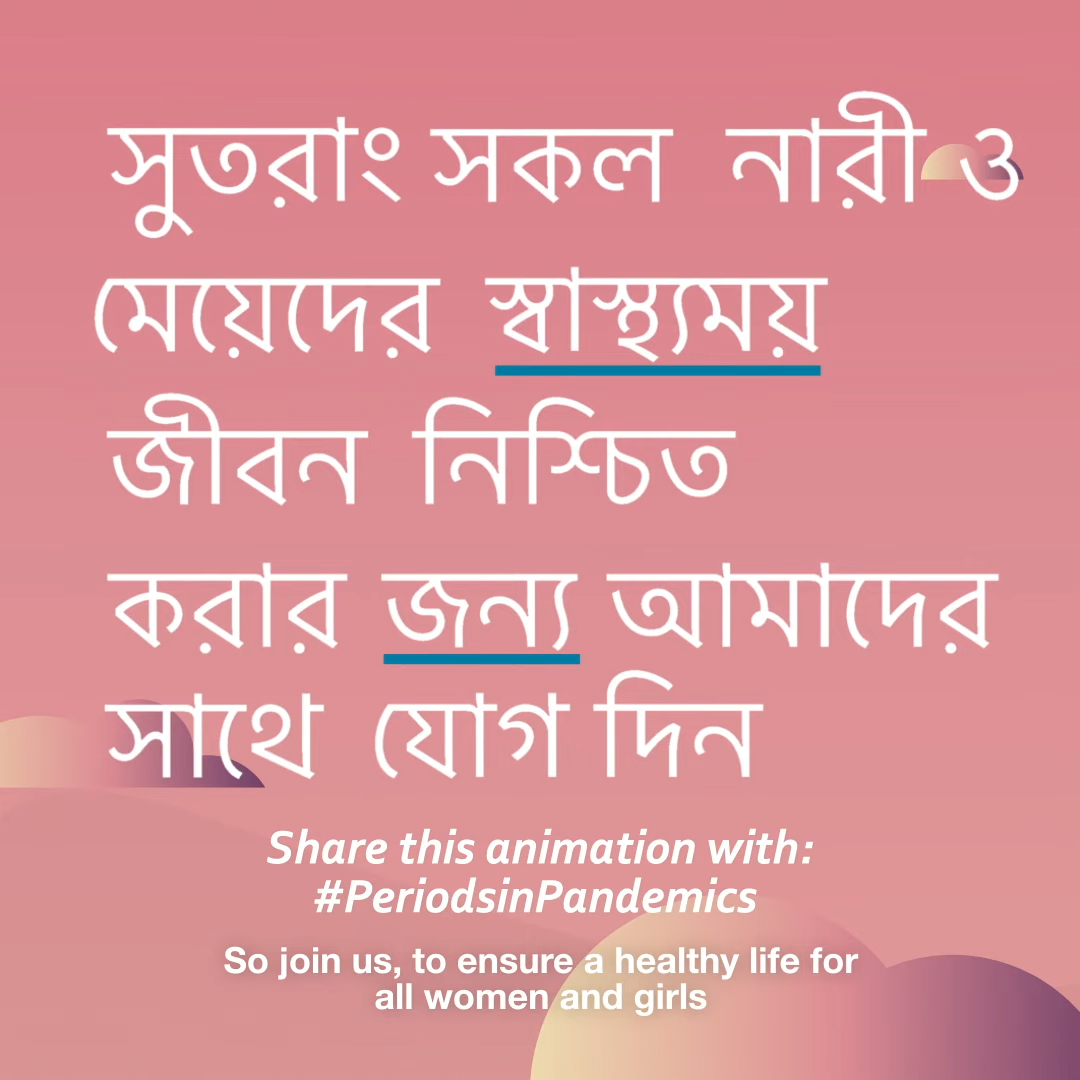 সুতরাং সকল নারী ও
মেয়েদের স্বাস্থ্যময়
জীবন নিশ্চিত
করার জন্য আমাদের
সাথে যোগ দিন
Share this animation with:
#PeriodsinPandemics
So join us, to ensure a healthy life for
all women and girls